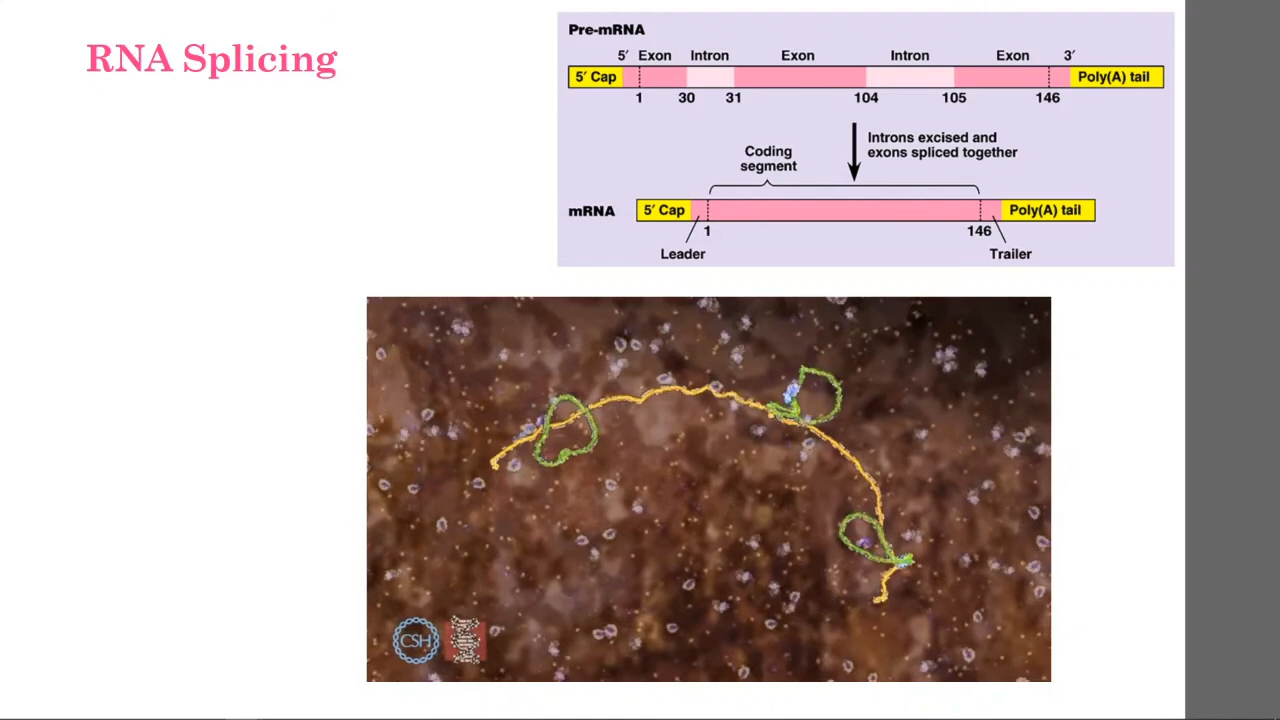 RNA Splicing
Pre-mRNA
5′ Exon Intron Exon Intron Exon 3′
5′ Cap Poly(A) tail
1 30 31 104 105 146
Introns excised and
exons spliced together
Coding
segment
mRNA 5′ Cap Poly(A) tail
1 146
Leader Trailer
CSH